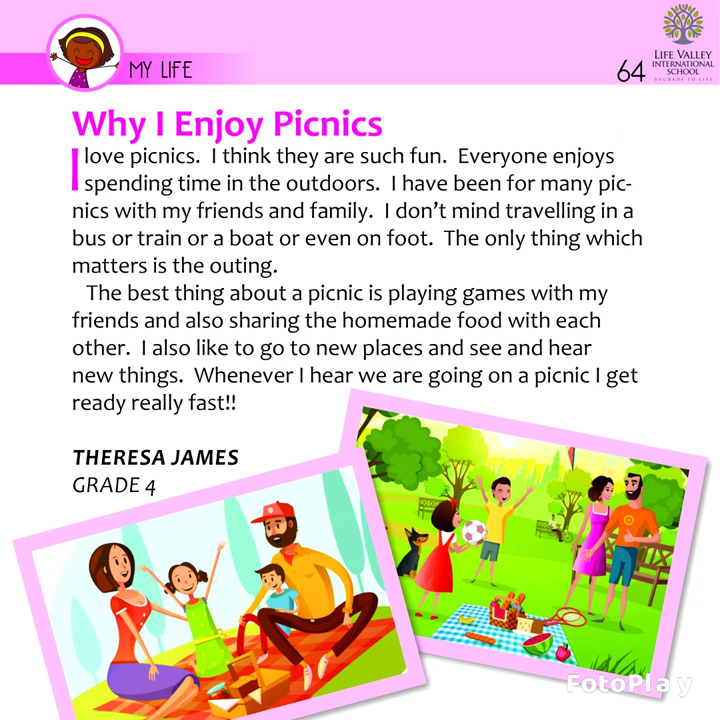 MY LIFE
64
LIFE VALLEY
INTERNATIONAL
SCHOOL
UPGRADE TO LIFE
Why I Enjoy Picnics
I love picnics. I think they are such fun. Everyone enjoys
spending time in the outdoors. I have been for many pic-
nics with my friends and family. I don't mind travelling in a
bus or train or a boat or even on foot. The only thing which
matters is the outing.
The best thing about a picnic is playing games with my
friends and also sharing the homemade food with each
other. I also like to go to new places and see and hear
new things. Whenever I hear we are going on a picnic I get
ready really fast!!
THERESA JAMES
GRADE 4
FotoPlay